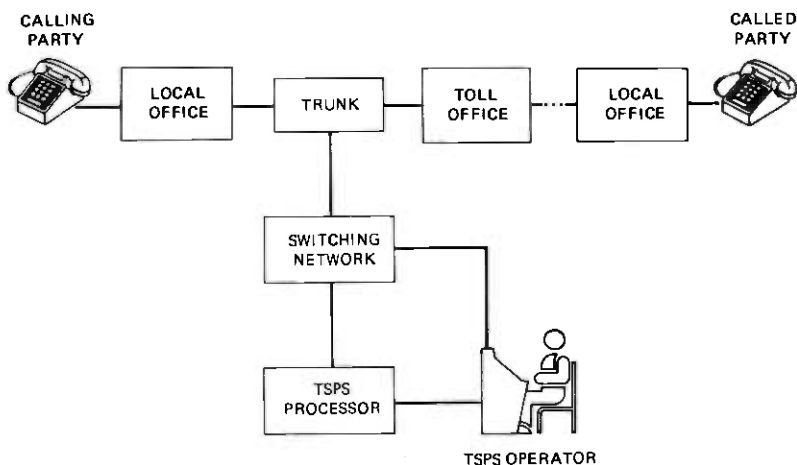 CALLING
PARTY
CALLED
PARTY
LOCAL
OFFICE
TRUNK
TOLL
OFFICE
LOCAL
OFFICE
SWITCHING
NETWORK
TSPS
PROCESSOR
TSPS OPERATOR